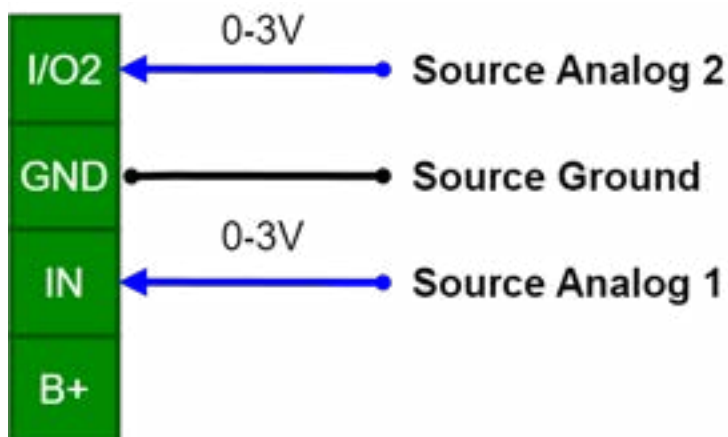 0-3V
I/O2 Source Analog 2
GND Source Ground
0-3V
IN Source Analog 1
B+